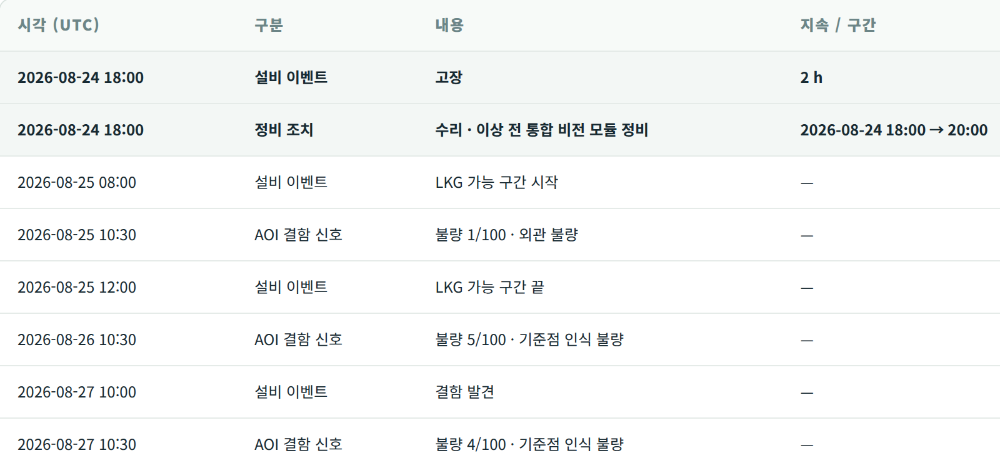 시각 (UTC) 구분 내용 지속 / 구간
2026-08-24 18:00 설비 이벤트 고장 2 h
2026-08-24 18:00 정비 조치 수리 · 이상 전 통합 비전 모듈 정비 2026-08-24 18:00 → 20:00
2026-08-25 08:00 설비 이벤트 LKG 가능 구간 시작 —
2026-08-25 10:30 AOI 결함 신호 불량 1/100 · 외관 불량 —
2026-08-25 12:00 설비 이벤트 LKG 가능 구간 끝 —
2026-08-26 10:30 AOI 결함 신호 불량 5/100 · 기준점 인식 불량 —
2026-08-27 10:00 설비 이벤트 결함 발견 —
2026-08-27 10:30 AOI 결함 신호 불량 4/100 · 기준점 인식 불량 —